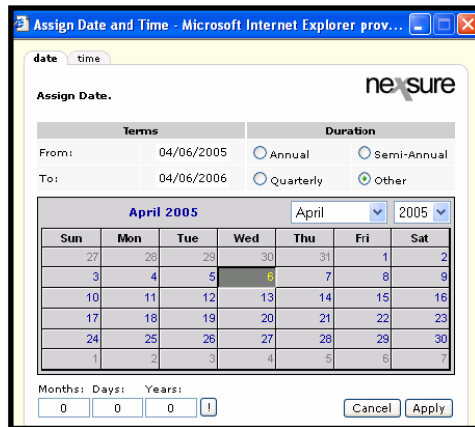 Assign Date and Time - Microsoft Internet Explorer prov...
date time
nexsure
Assign Date.
Terms Duration
From: 04/06/2005 Annual Semi-Annual
To: 04/06/2006 Quarterly Other
April 2005 April 2005
Sun Mon Tue Wed Thu Fri Sat
27 28 29 30 31 1 2
3 4 5 6 7 8 9
10 11 12 13 14 15 16
17 18 19 20 21 22 23
24 25 26 27 28 29 30
1 2 3 4 5 6 7
Months: Days: Years:
0 0 0 ! Cancel Apply